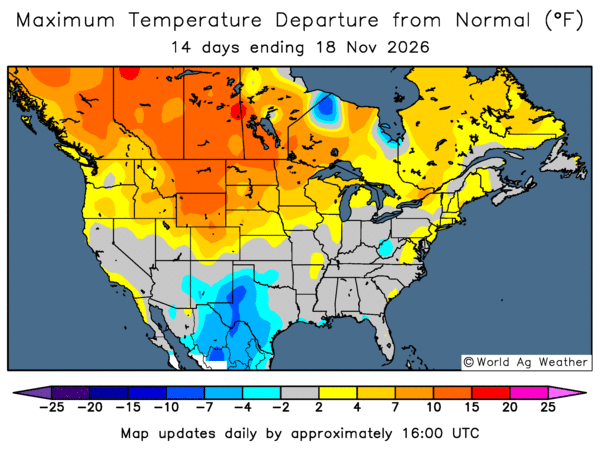 Maximum Temperature Departure from Normal (°F)
14 days ending 18 Nov 2026
© World Ag Weather
−25 −20 −15 −10 −7 −4 −2 2 4 7 10 15 20 25
Map updates daily by approximately 16:00 UTC